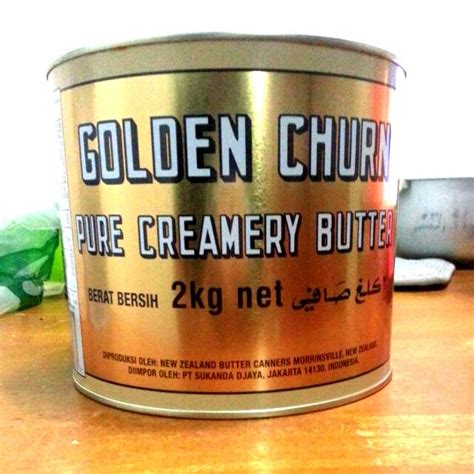 GOLDEN CHURN
PURE CREAMERY BUTTER
BERAT BERSIH 2kg net كلغ صافي
DIPRODUKSI OLEH: NEW ZEALAND BUTTER CANNERS MORRINSVILLE, NEW ZEALAND.
DIIMPOR OLEH: PT SUKANDA DJAYA, JAKARTA 14130. INDONESIA.